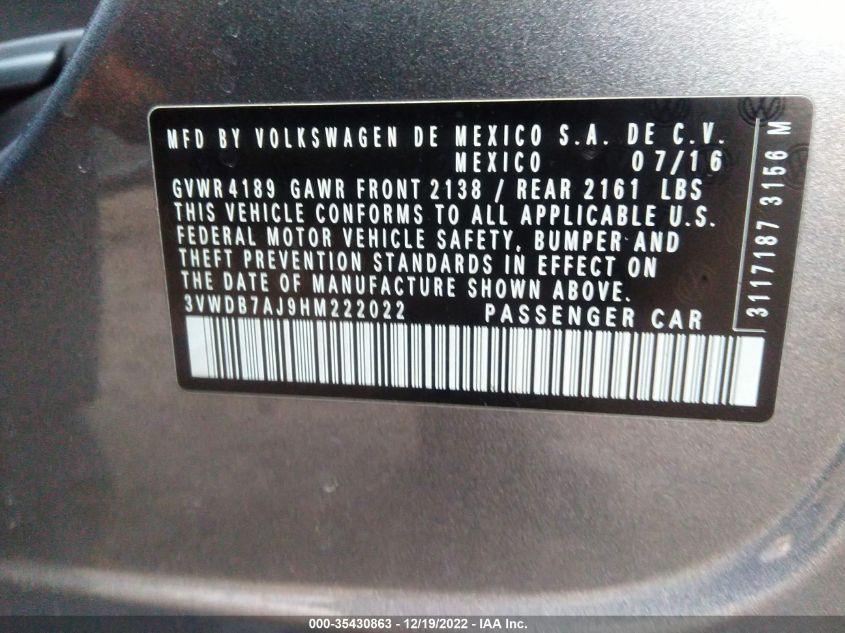 MFD BY VOLKSWAGEN DE MEXICO S.A. DE C.V.
MEXICO 07/16
GVWR 4189 GAWR FRONT 2138 / REAR 2161 LBS
THIS VEHICLE CONFORMS TO ALL APPLICABLE U.S.
FEDERAL MOTOR VEHICLE SAFETY, BUMPER AND
THEFT PREVENTION STANDARDS IN EFFECT ON
THE DATE OF MANUFACTURE SHOWN ABOVE.
3VWDB7AJ9HM222022 PASSENGER CAR
3117187 3156 M
000-35430863 - 12/19/2022 - IAA Inc.